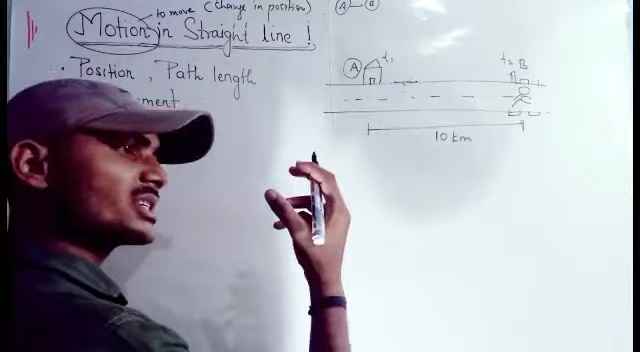 to move (change in position)
Motion in Straight line !
A B
• Position , Path length
ment
A t₁
t₂ B
10 km